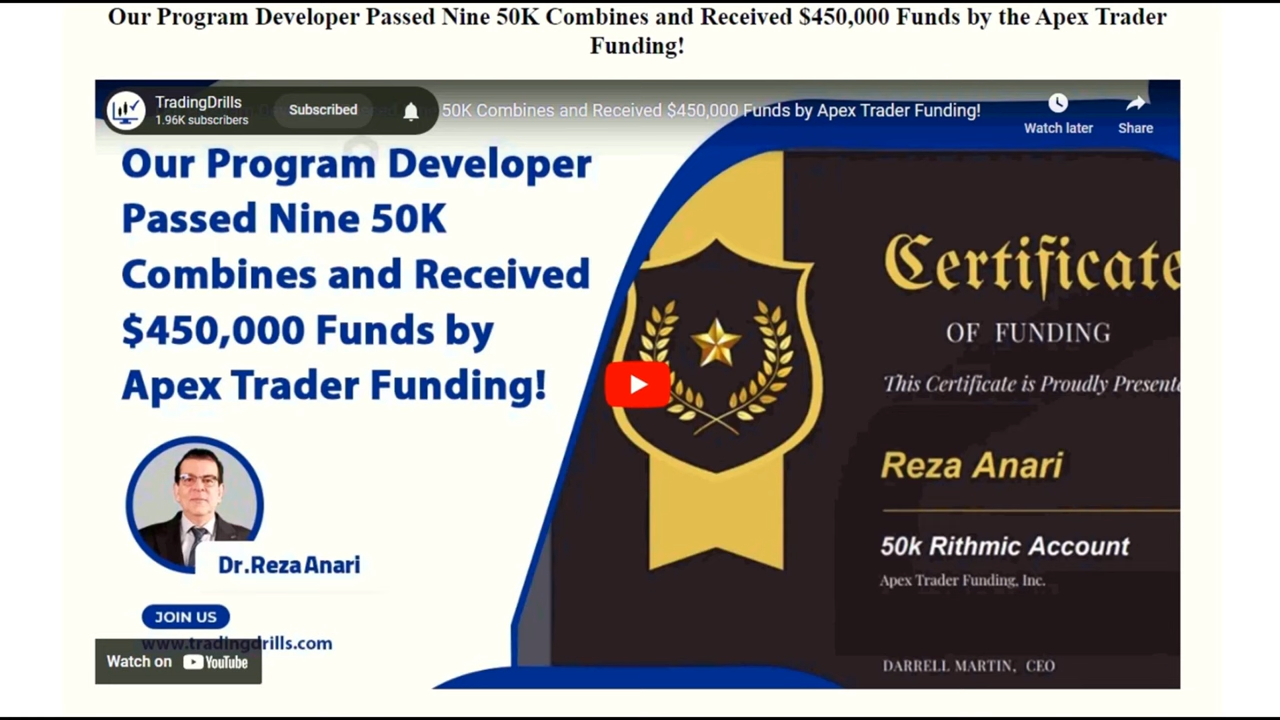 Our Program Developer Passed Nine 50K Combines and Received $450,000 Funds by the Apex Trader
Funding!
TradingDrills
1.96K subscribers
Subscribed
50K Combines and Received $450,000 Funds by Apex Trader Funding!
Watch later
Share
Our Program Developer
Passed Nine 50K
Combines and Received
$450,000 Funds by
Apex Trader Funding!
Dr.Reza Anari
JOIN US
www.tradingdrills.com
Watch on YouTube
Certificate
OF FUNDING
This Certificate is Proudly Presente
Reza Anari
50k Rithmic Account
Apex Trader Funding, Inc.
DARRELL MARTIN, CEO